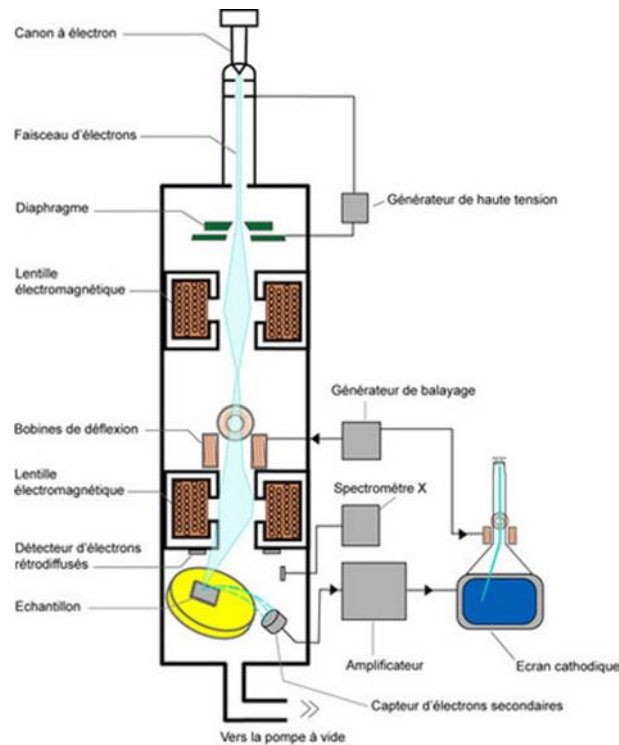 Canon à électron
Faisceau d'électrons
Générateur de haute tension
Diaphragme
Lentille
électromagnétique
Générateur de balayage
Bobines de déflexion
Lentille
électromagnétique
Spectromètre X
Détecteur d'électrons
rétrodiffusés
Echantillon
Amplificateur
Ecran cathodique
Capteur d'électrons secondaires
Vers la pompe à vide